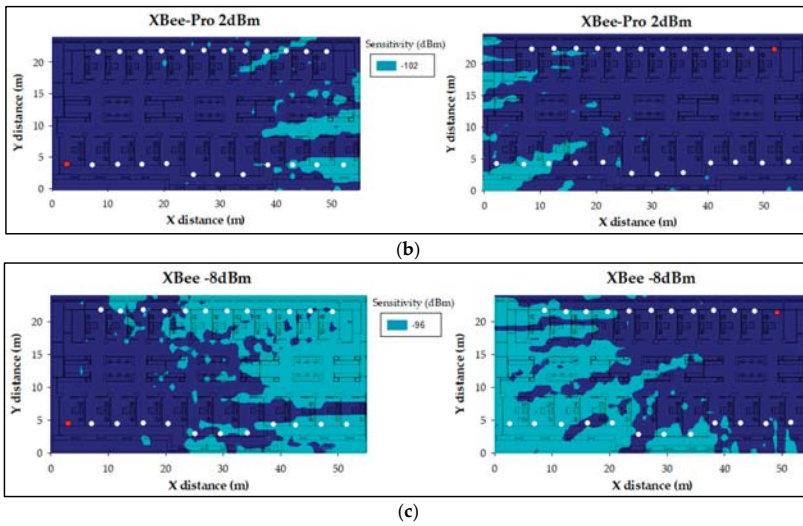 XBee-Pro 2dBm
XBee-Pro 2dBm
Sensitivity (dBm)
-102
Y distance (m)
20
15
10
5
0
0
10
20
30
40
50
X distance (m)
Y distance (m)
20
15
10
5
0
0
10
20
30
40
50
X distance (m)
(b)
XBee -8dBm
XBee -8dBm
Sensitivity (dBm)
-96
Y distance (m)
20
15
10
5
0
0
10
20
30
40
50
X distance (m)
Y distance (m)
20
15
10
5
0
0
10
20
30
40
50
X distance (m)
(c)